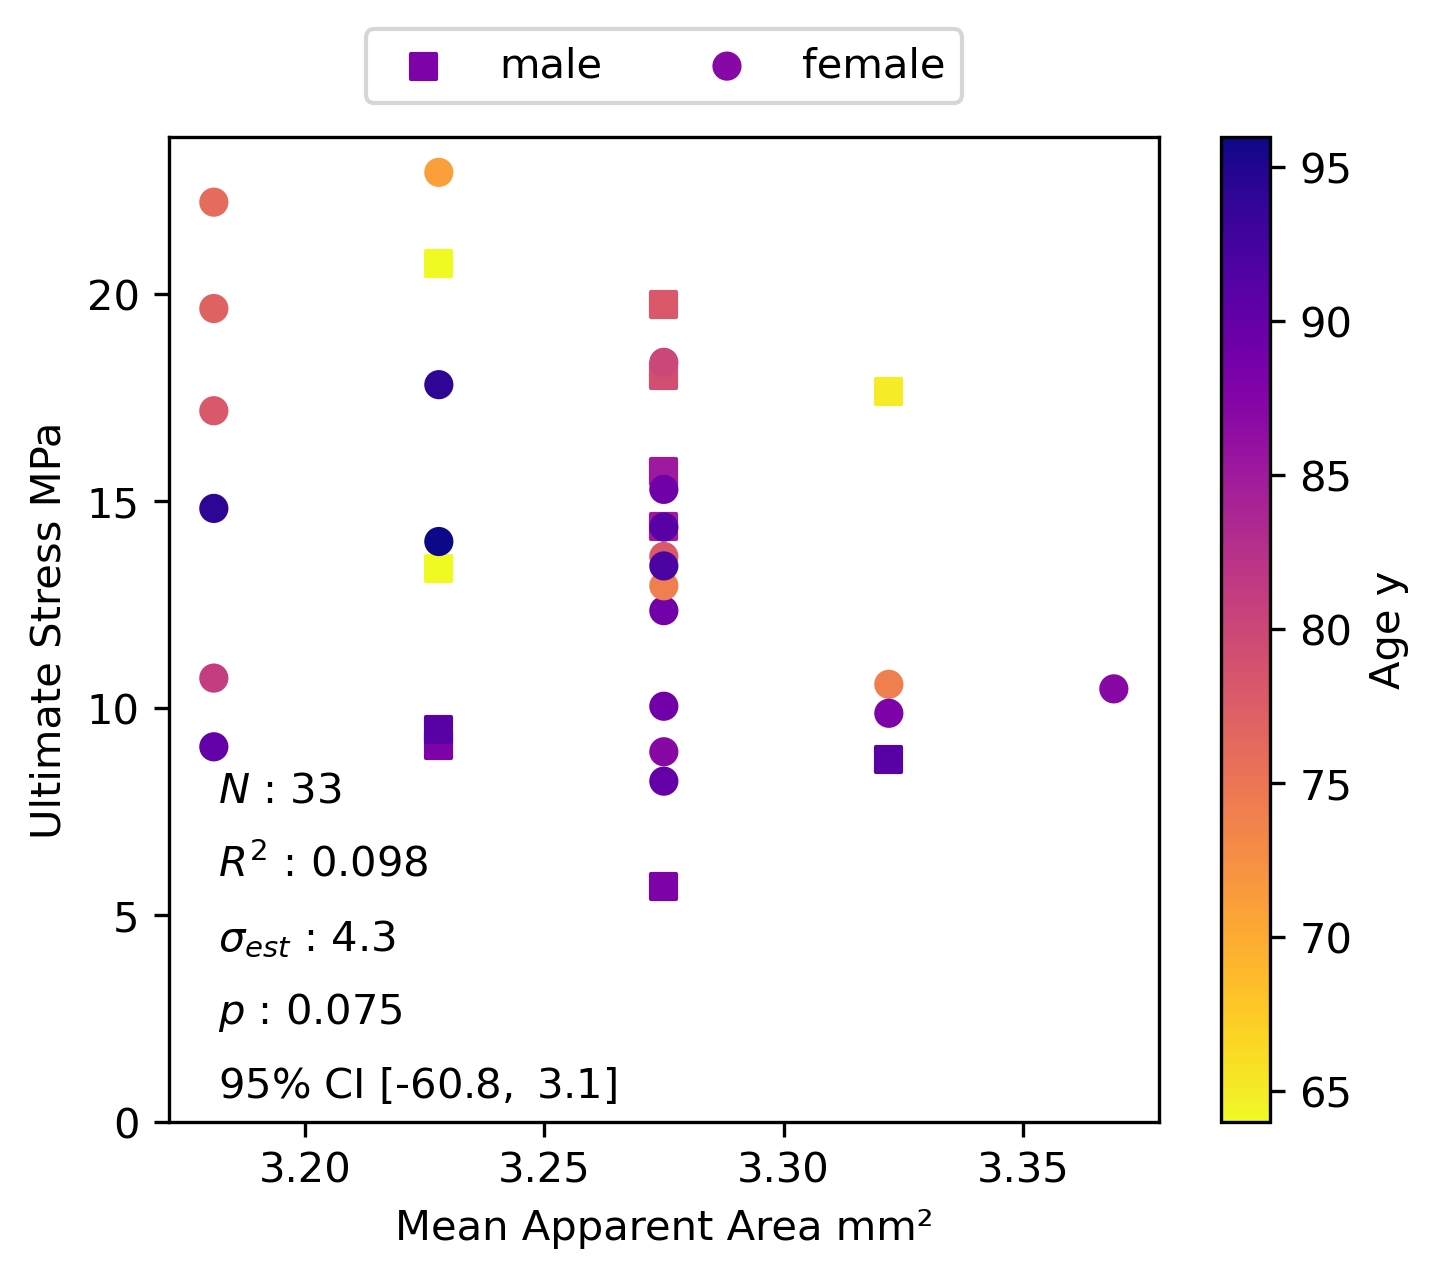 male female
20
15
10
5
0
Ultimate Stress MPa
N : 33
R² : 0.098
σest : 4.3
p : 0.075
95% CI [-60.8, 3.1]
3.20 3.25 3.30 3.35
Mean Apparent Area mm²
95
90
85
80
75
70
65
Age y